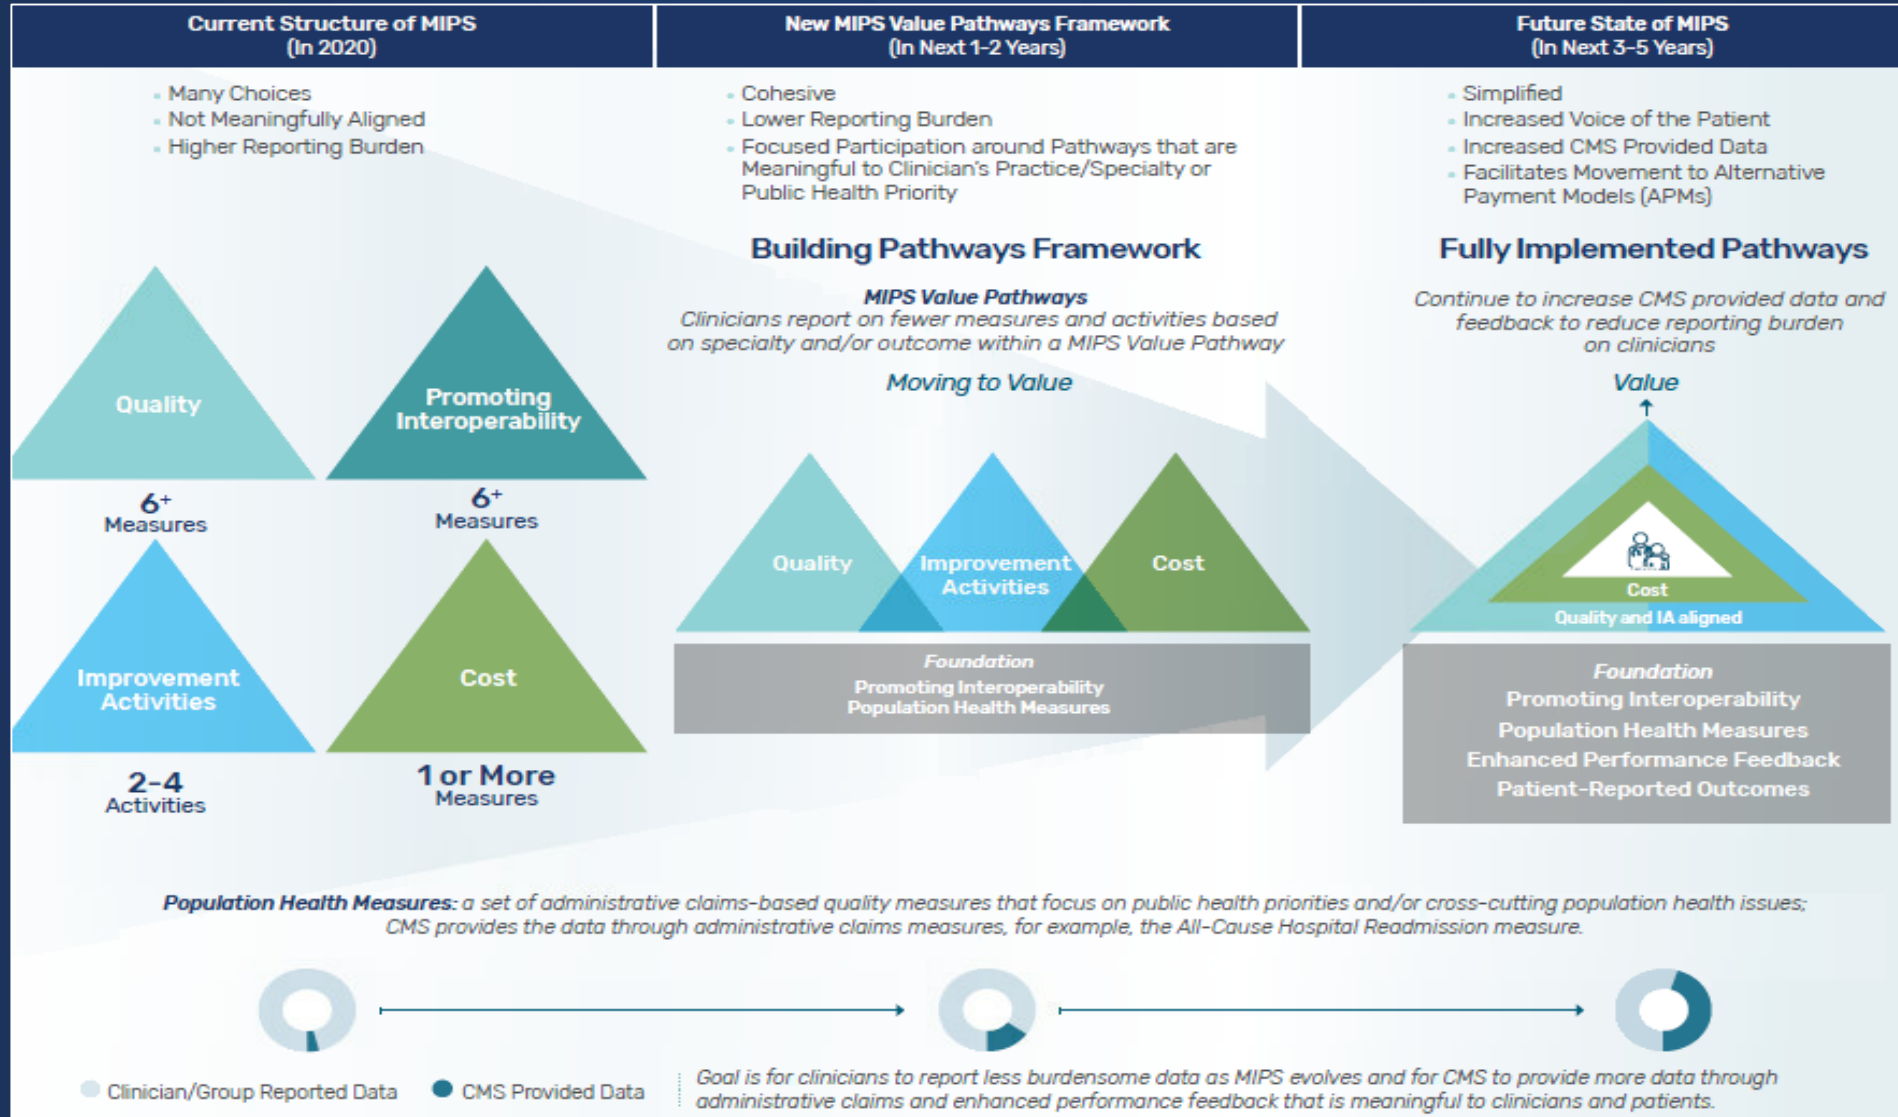 Current Structure of MIPS
(In 2020)
New MIPS Value Pathways Framework
(In Next 1-2 Years)
Future State of MIPS
(In Next 3-5 Years)
Many Choices
Not Meaningfully Aligned
Higher Reporting Burden
Cohesive
Lower Reporting Burden
Focused Participation around Pathways that are
Meaningful to Clinician's Practice/Specialty or
Public Health Priority
Simplified
Increased Voice of the Patient
Increased CMS Provided Data
Facilitates Movement to Alternative
Payment Models (APMs)
Quality
6+
Measures
Promoting
Interoperability
6+
Measures
Improvement
Activities
2-4
Activities
Cost
1 or More
Measures
Building Pathways Framework
MIPS Value Pathways
Clinicians report on fewer measures and activities based
on specialty and/or outcome within a MIPS Value Pathway
Moving to Value
Quality
Improvement
Activities
Cost
Foundation
Promoting Interoperability
Population Health Measures
Fully Implemented Pathways
Continue to increase CMS provided data and
feedback to reduce reporting burden
on clinicians
Value
Cost
Quality and IA aligned
Foundation
Promoting Interoperability
Population Health Measures
Enhanced Performance Feedback
Patient-Reported Outcomes
Population Health Measures: a set of administrative claims-based quality measures that focus on public health priorities and/or cross-cutting population health issues;
CMS provides the data through administrative claims measures, for example, the All-Cause Hospital Readmission measure.
Clinician/Group Reported Data
CMS Provided Data
Goal is for clinicians to report less burdensome data as MIPS evolves and for CMS to provide more data through
administrative claims and enhanced performance feedback that is meaningful to clinicians and patients.